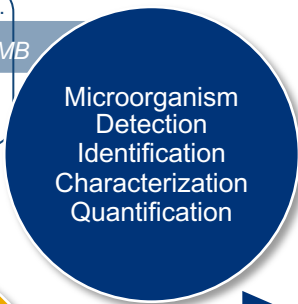 MB
Microorganism
Detection
Identification
Characterization
Quantification